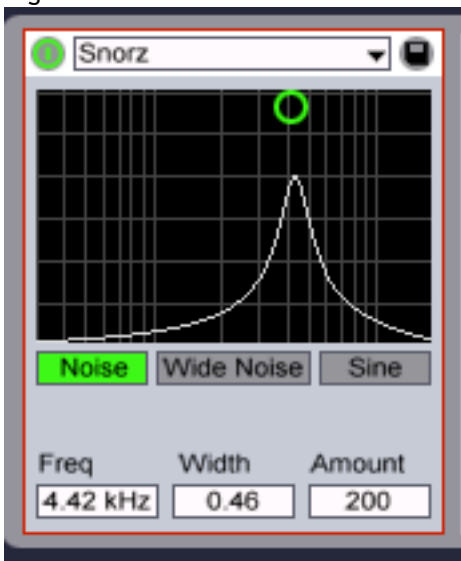 Snorz
Noise Wide Noise Sine
Freq Width Amount
4.42 kHz 0.46 200